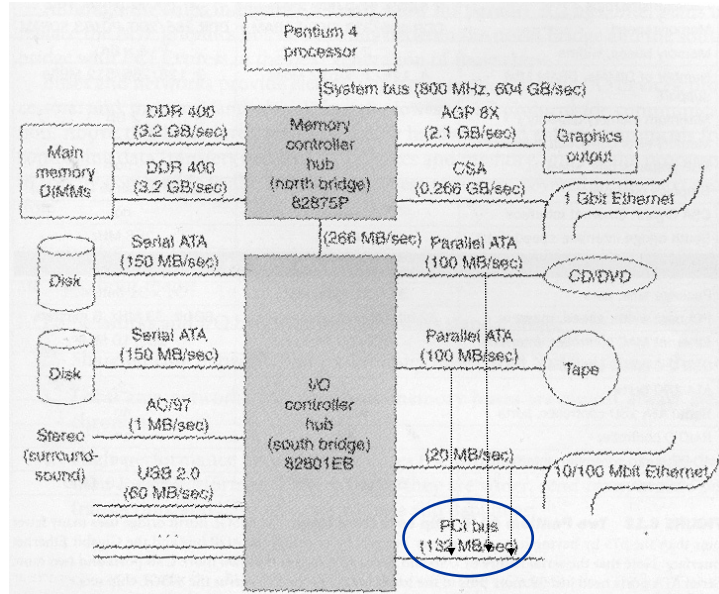 Pentium 4
processor
System bus (800 MHz, 604 GB/sec)
DDR 400
(3.2 GB/sec)
Main
memory
DIMMs
DDR 400
(3.2 GB/sec)
Memory
controller
hub
(north bridge)
82875P
AGP 8X
(2.1 GB/sec)
Graphics
output
CSA
(0.266 GB/sec)
1 Gbit Ethernet
(266 MB/sec)
Serial ATA
(150 MB/sec)
Disk
Parallel ATA
(100 MB/sec)
CD/DVD
Serial ATA
(150 MB/sec)
Disk
Parallel ATA
(100 MB/sec)
Tape
I/O
controller
hub
(south bridge)
82801EB
AC/97
(1 MB/sec)
Stereo
(surround-
sound)
USB 2.0
(60 MB/sec)
. . .
(20 MB/sec)
10/100 Mbit Ethernet
PCI bus
(132 MB/sec)